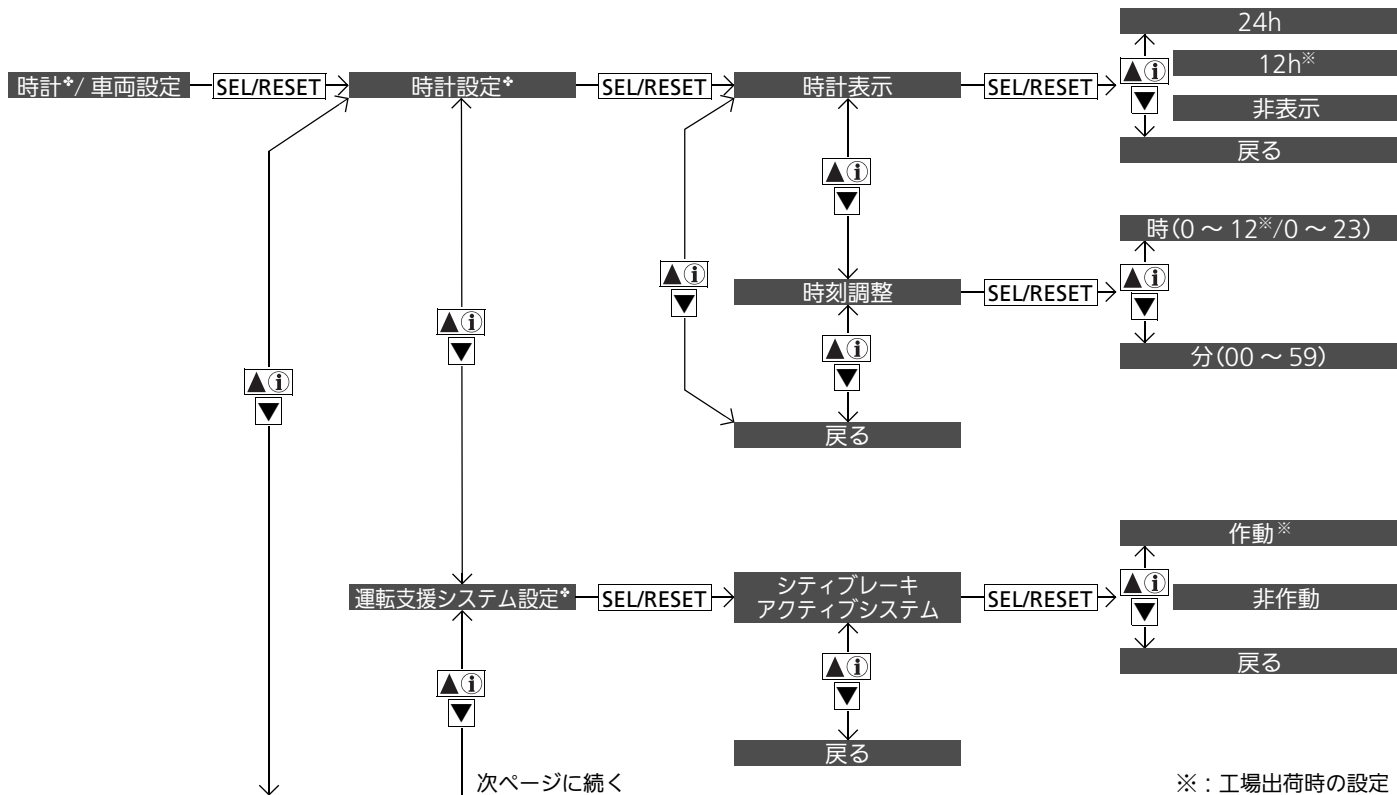 24h
時計✤/ 車両設定 SEL/RESET 時計設定✤ SEL/RESET 時計表示 SEL/RESET ▲ⓘ 12h※
▼ 非表示
戻る
▲ⓘ
▼
時(0 ～ 12※/0 ～ 23)
▲ⓘ
▼
時刻調整 SEL/RESET ▲ⓘ
▼
▲ⓘ
▼
▲ⓘ
▼
分(00 ～ 59)
▲ⓘ
▼
戻る
作動※
運転支援システム設定✤ SEL/RESET シティブレーキ
アクティブシステム SEL/RESET ▲ⓘ 非作動
▼
戻る
▲ⓘ
▼
▲ⓘ
▼
戻る
次ページに続く
※：工場出荷時の設定